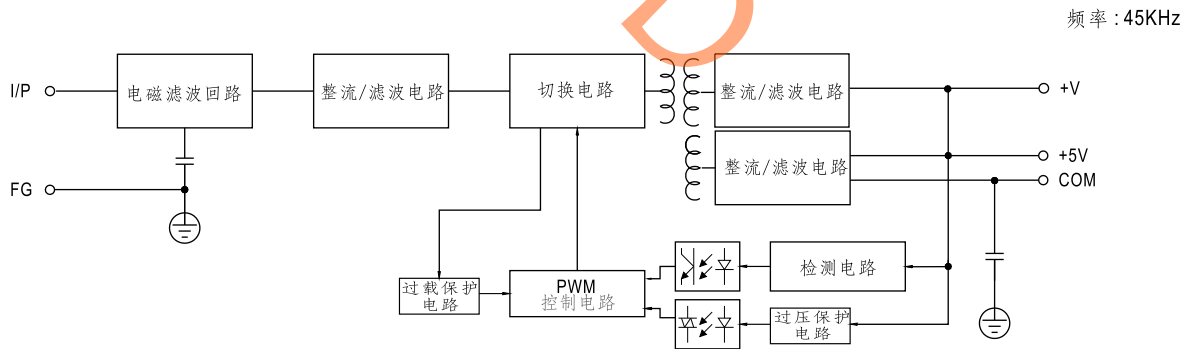 频率 : 45KHz
I/P
电磁滤波回路
整流/滤波电路
切换电路
整流/滤波电路
+V
整流/滤波电路
+5V
COM
FG
检测电路
过载保护
电路
PWM
控制电路
过压保护
电路